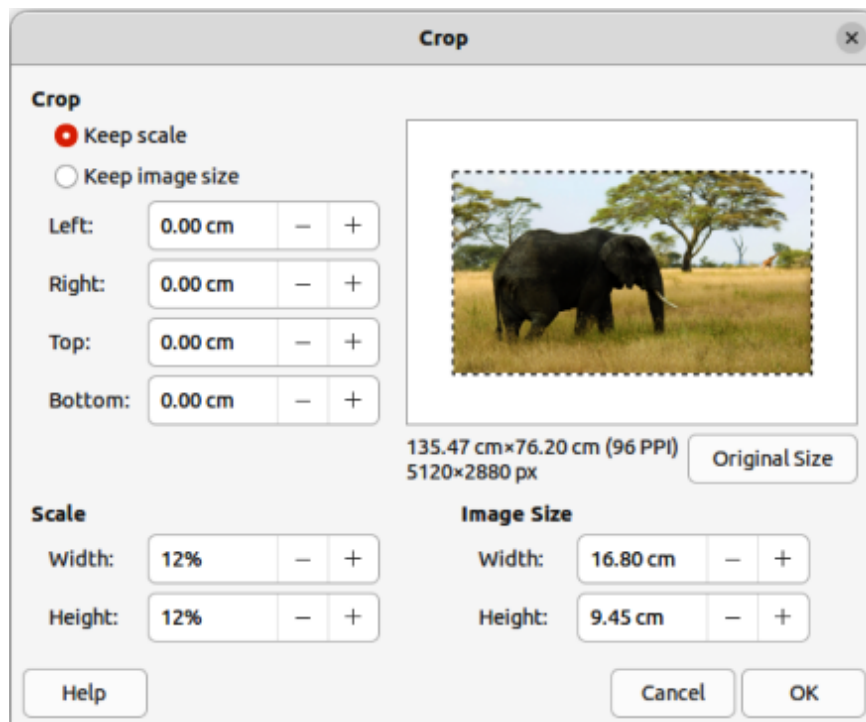 Crop
Crop
Keep scale
Keep image size
Left: 0.00 cm − +
Right: 0.00 cm − +
Top: 0.00 cm − +
Bottom: 0.00 cm − +
135.47 cm×76.20 cm (96 PPI)
5120×2880 px
Original Size
Scale
Width: 12% − +
Height: 12% − +
Image Size
Width: 16.80 cm − +
Height: 9.45 cm − +
Help
Cancel
OK